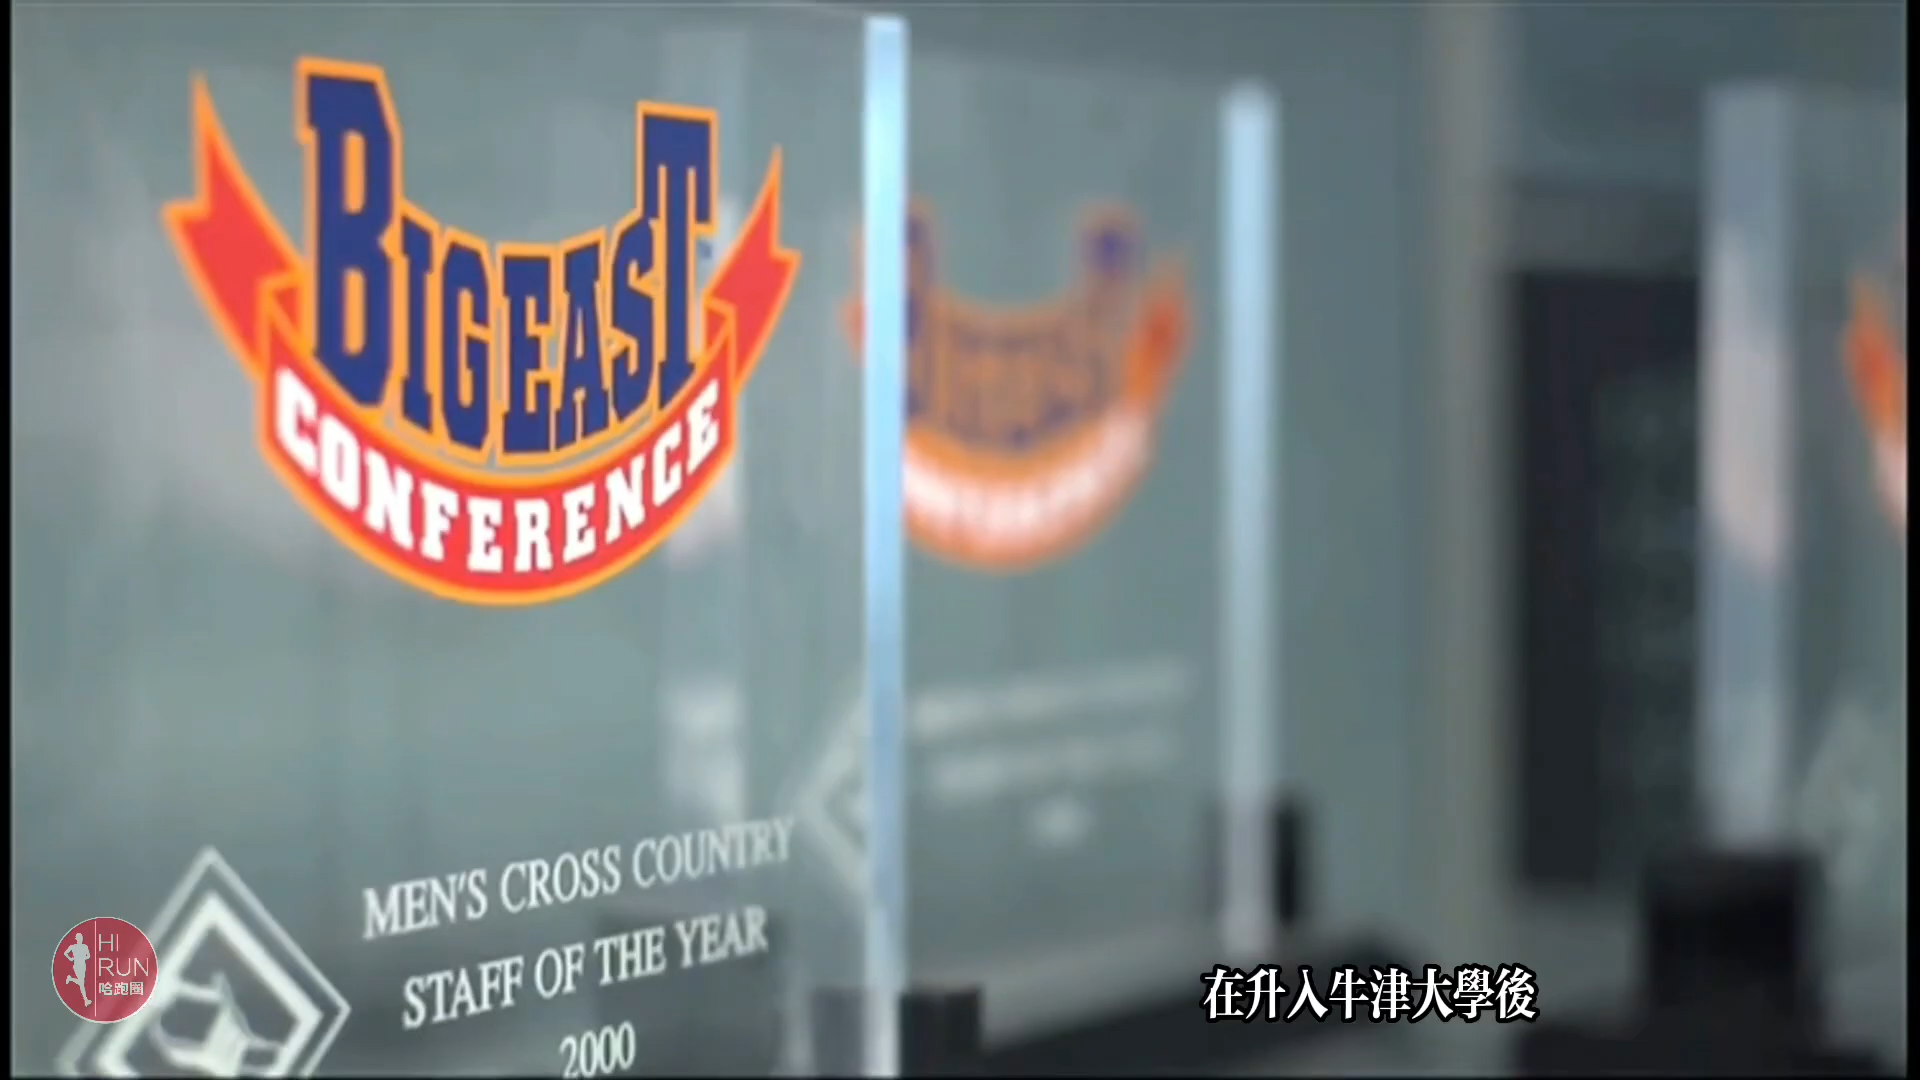 BIG EAST
CONFERENCE
MEN'S CROSS COUNTRY
STAFF OF THE YEAR
2000
HI
RUN
哈跑圈
在升入牛津大學後